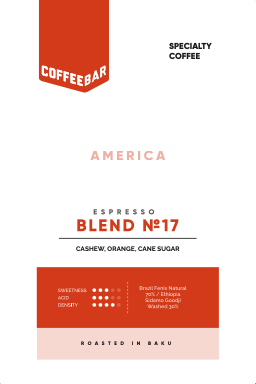 COFFEEBAR
SPECIALTY
COFFEE
AMERICA
ESPRESSO
BLEND №17
CASHEW, ORANGE, CANE SUGAR
SWEETNESS
ACID
DENSITY
Brazil Fenix Natural
70% / Ethiopia
Sidamo Goodji
Washed 30%
ROASTED IN BAKU